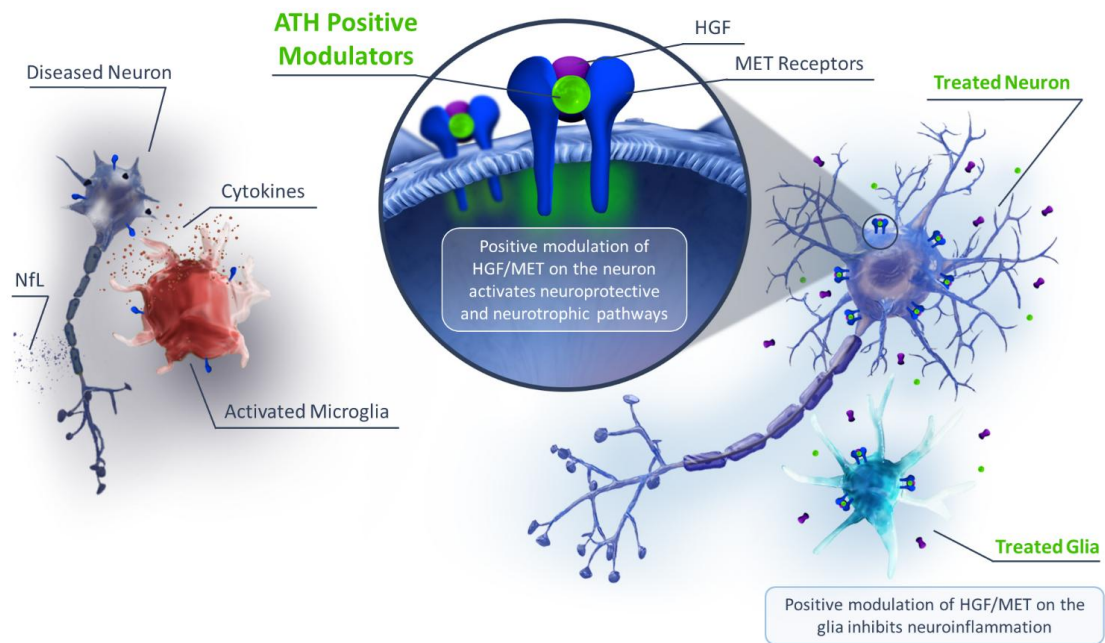 ATH Positive
Modulators
HGF
MET Receptors
Diseased Neuron
Cytokines
NfL
Activated Microglia
Treated Neuron
Positive modulation of
HGF/MET on the neuron
activates neuroprotective
and neurotrophic pathways
Treated Glia
Positive modulation of HGF/MET on the
glia inhibits neuroinflammation